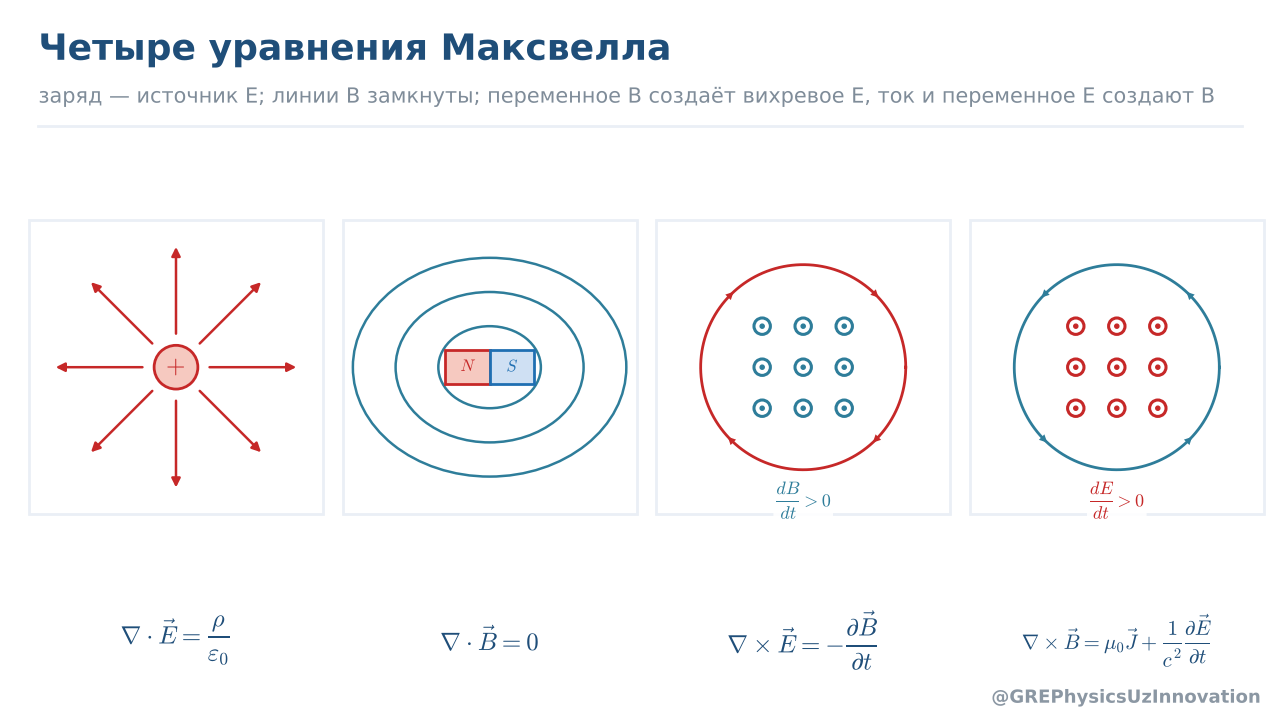 Четыре уравнения Максвелла
заряд — источник E; линии B замкнуты; переменное B создаёт вихревое E, ток и переменное E создают B
+
N S
dB/dt > 0
dE/dt > 0
∇ · E⃗ = ρ/ε₀
∇ · B⃗ = 0
∇ × E⃗ = −∂B⃗/∂t
∇ × B⃗ = μ₀J⃗ + 1/c² ∂E⃗/∂t
@GREPhysicsUzInnovation